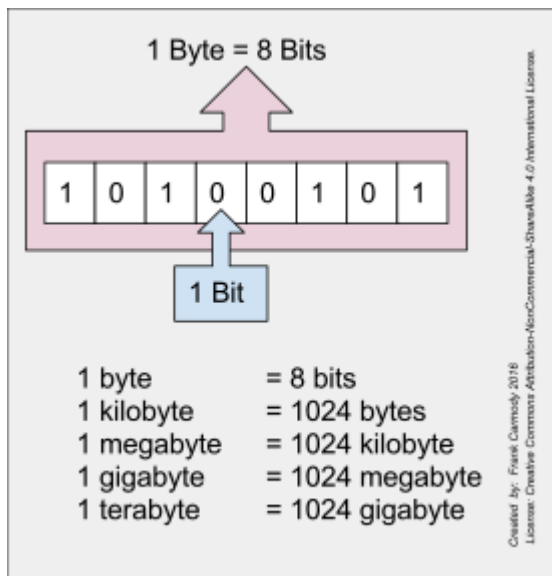 1 Byte = 8 Bits
1 0 1 0 0 1 0 1
1 Bit
1 byte = 8 bits
1 kilobyte = 1024 bytes
1 megabyte = 1024 kilobyte
1 gigabyte = 1024 megabyte
1 terabyte = 1024 gigabyte
Created by: Frank Carmody 2016
License: Creative Commons Attribution-NonCommercial-ShareAlike 4.0 International License.